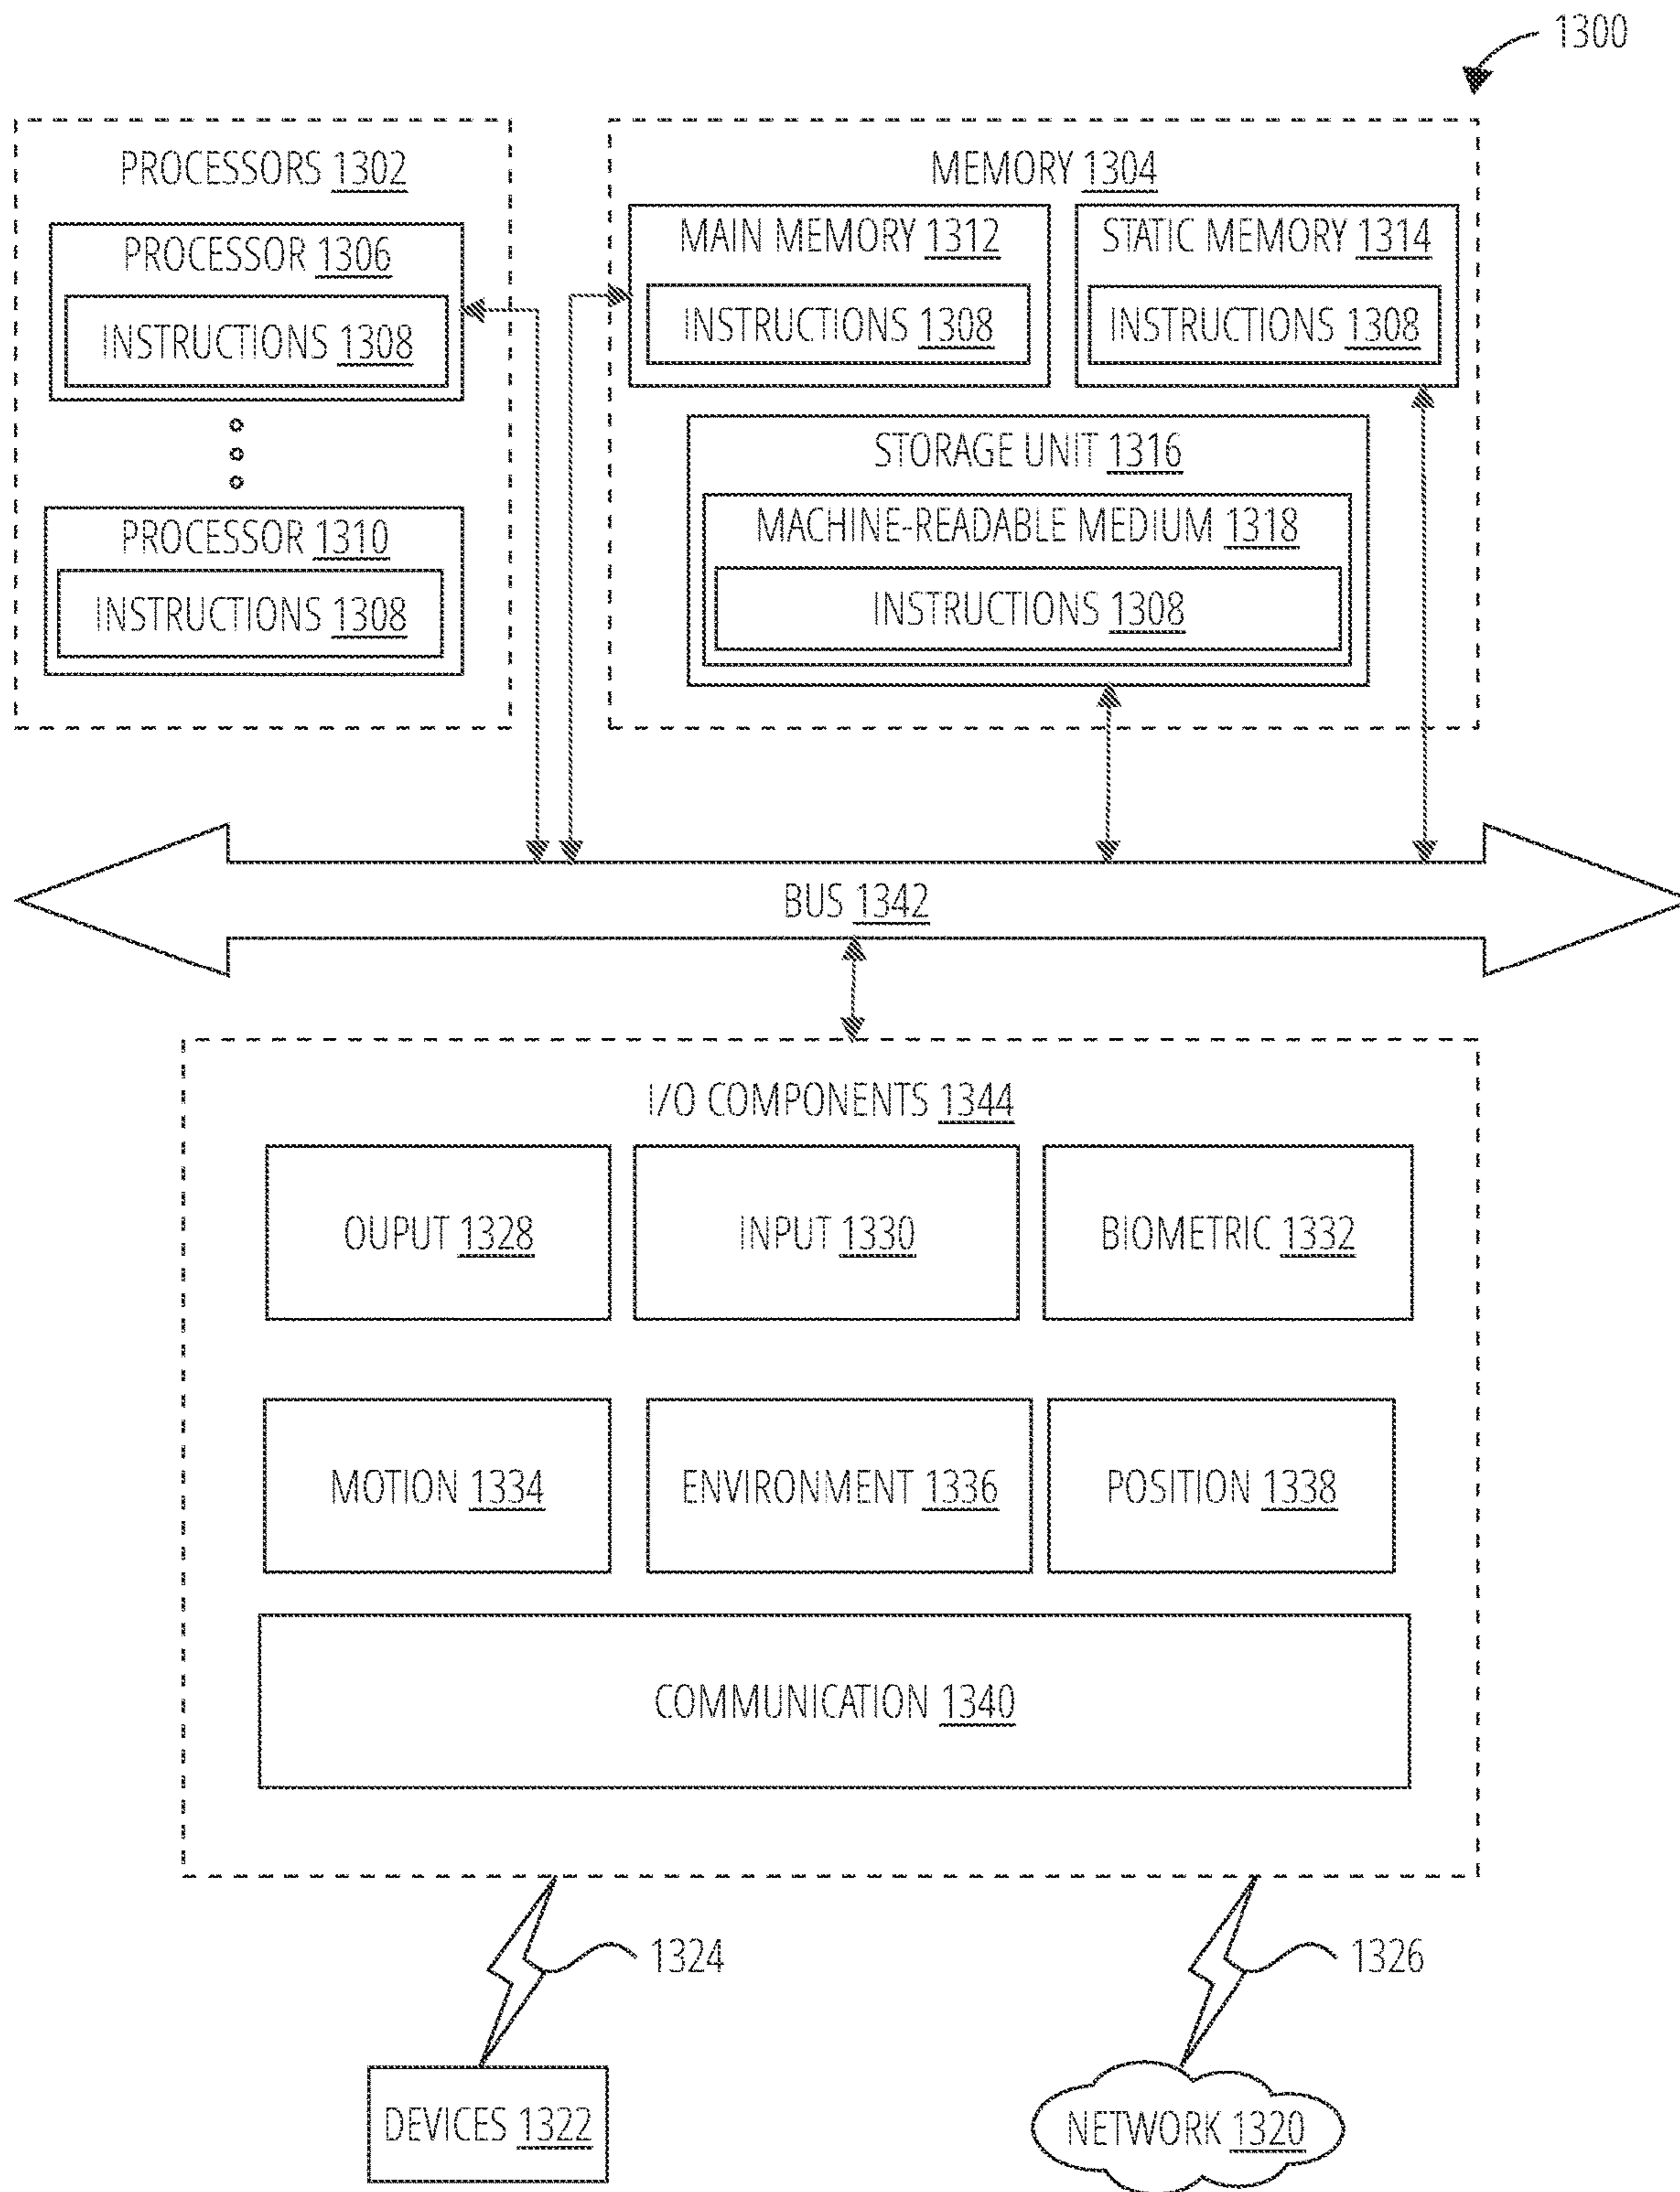 1300
PROCESSORS 1302
PROCESSOR 1306
INSTRUCTIONS 1308
PROCESSOR 1310
INSTRUCTIONS 1308
MEMORY 1304
MAIN MEMORY 1312
INSTRUCTIONS 1308
STATIC MEMORY 1314
INSTRUCTIONS 1308
STORAGE UNIT 1316
MACHINE-READABLE MEDIUM 1318
INSTRUCTIONS 1308
BUS 1342
I/O COMPONENTS 1344
OUPUT 1328
INPUT 1330
BIOMETRIC 1332
MOTION 1334
ENVIRONMENT 1336
POSITION 1338
COMMUNICATION 1340
1324
1326
DEVICES 1322
NETWORK 1320